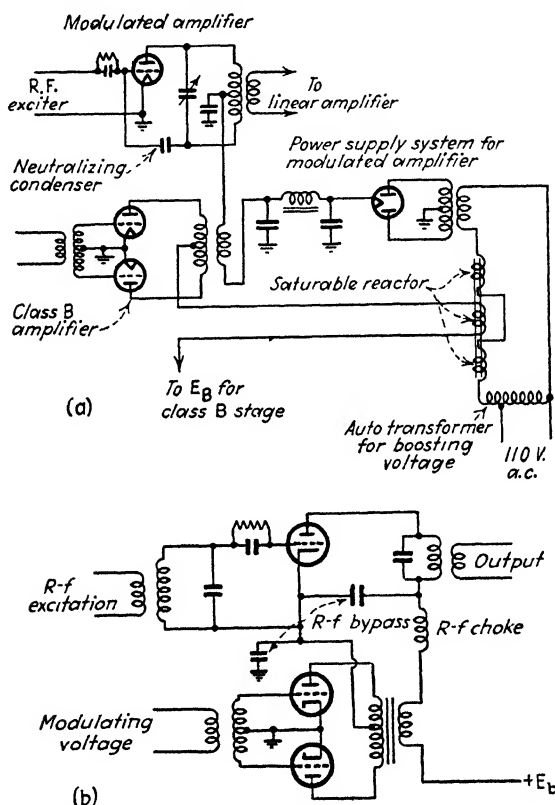 Modulated amplifier
R.F.
exciter
To
linear amplifier
Neutralizing
condenser
Power supply system for
modulated amplifier
Class B
amplifier
Saturable reactor
To E_B for
class B stage
(a)
Auto transformer
for boosting
voltage
110 V.
a.c.
R-f
excitation
Output
R-f bypass
R-f choke
Modulating
voltage
+E_b
(b)